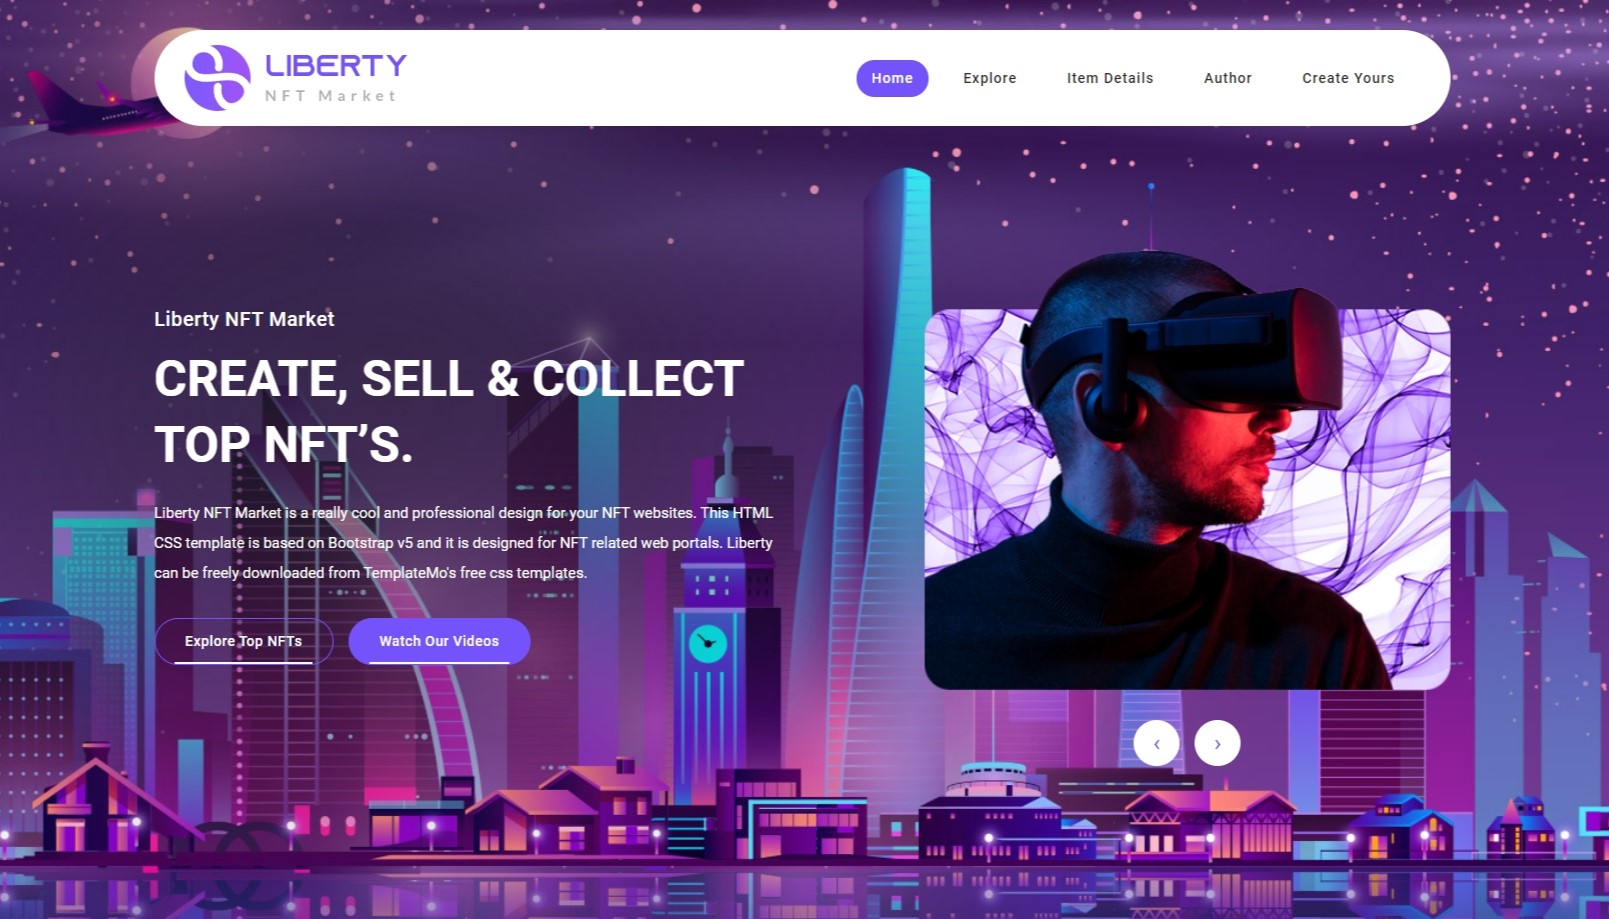 LIBERTY
NFT Market
Home
Explore
Item Details
Author
Create Yours
Liberty NFT Market
CREATE, SELL & COLLECT
TOP NFT’S.
Liberty NFT Market is a really cool and professional design for your NFT websites. This HTML
CSS template is based on Bootstrap v5 and it is designed for NFT related web portals. Liberty
can be freely downloaded from TemplateMo's free css templates.
Explore Top NFTs
Watch Our Videos